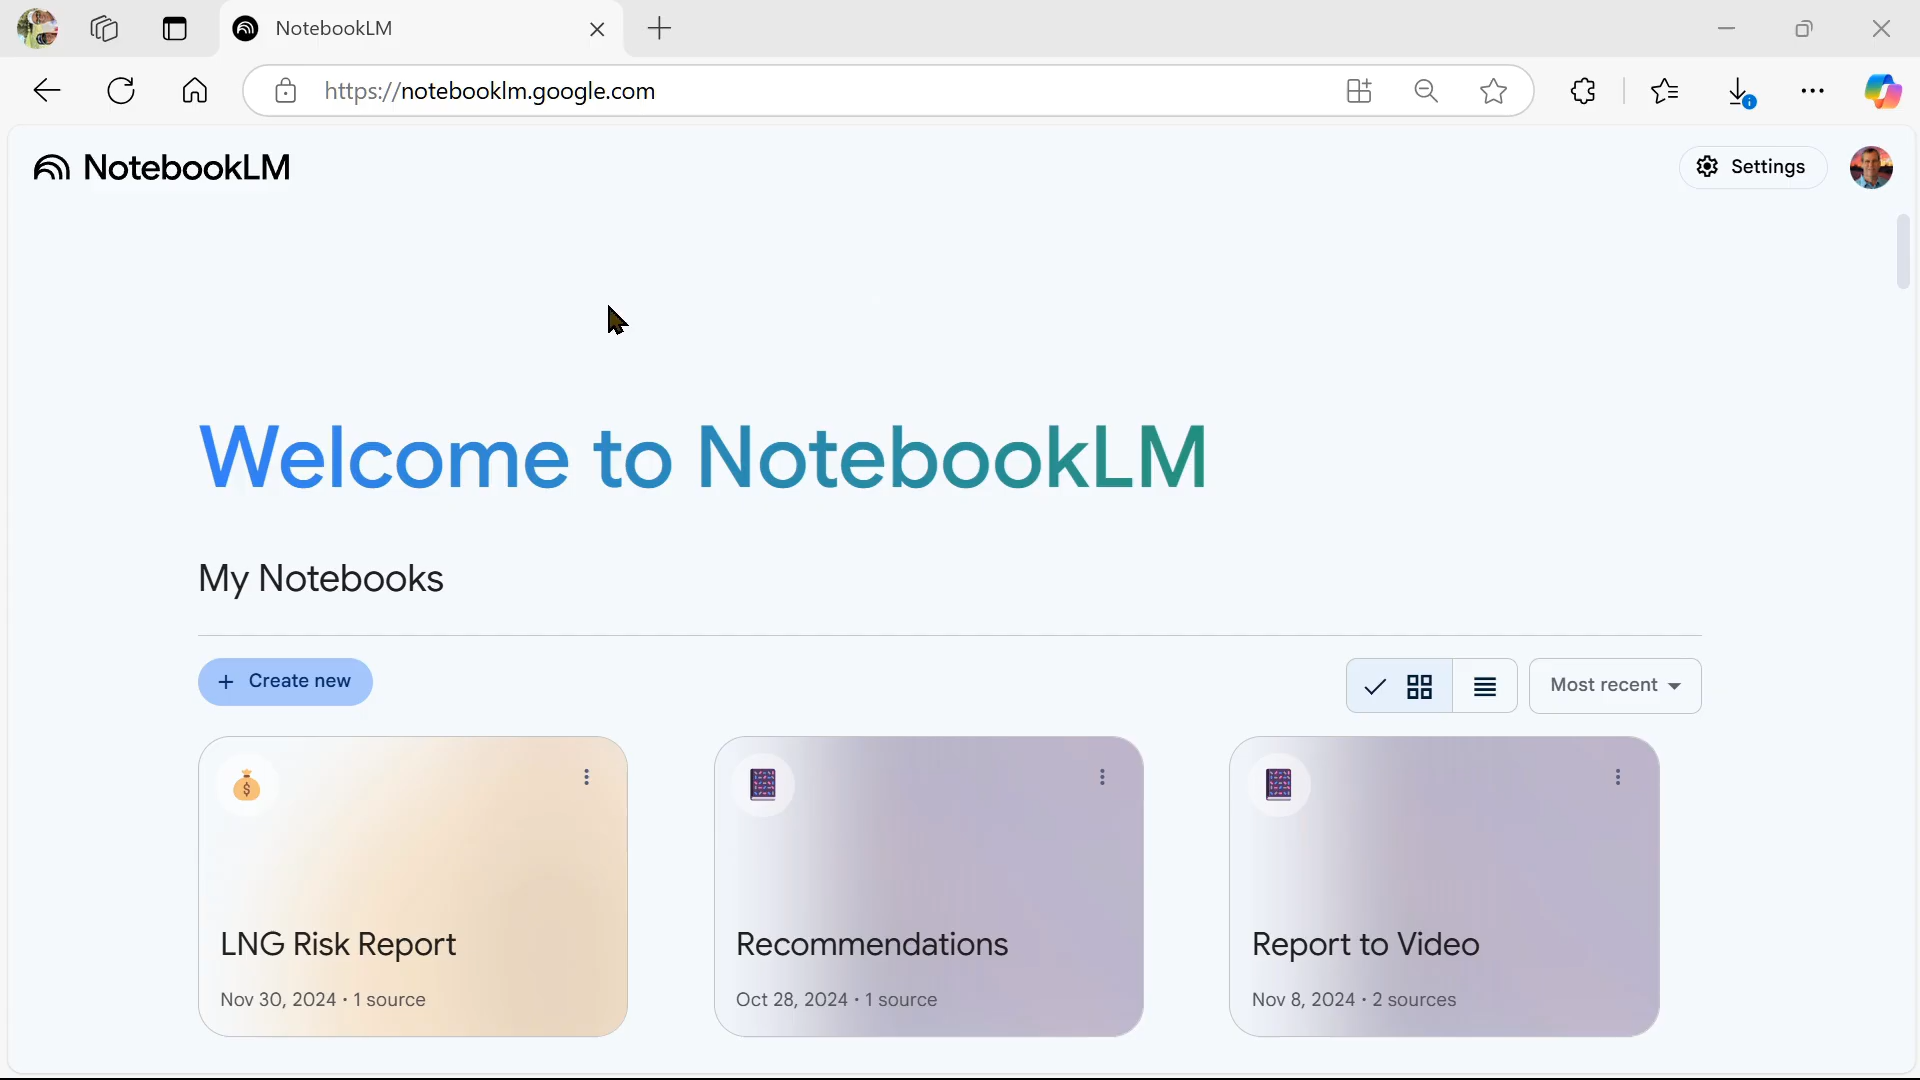 NotebookLM
https://notebooklm.google.com
NotebookLM
Settings
Welcome to NotebookLM
My Notebooks
+ Create new
Most recent
LNG Risk Report
Nov 30, 2024 · 1 source
Recommendations
Oct 28, 2024 · 1 source
Report to Video
Nov 8, 2024 · 2 sources